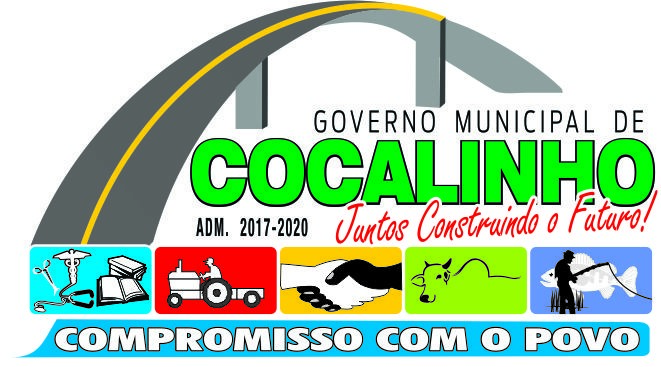 GOVERNO MUNICIPAL DE
COCALINHO
ADM. 2017-2020
Juntos Construindo o Futuro!
COMPROMISSO COM O POVO